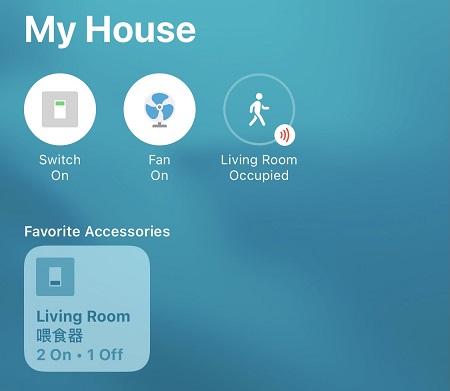 My House
Switch
On
Fan
On
Living Room
Occupied
Favorite Accessories
Living Room
喂食器
2 On • 1 Off